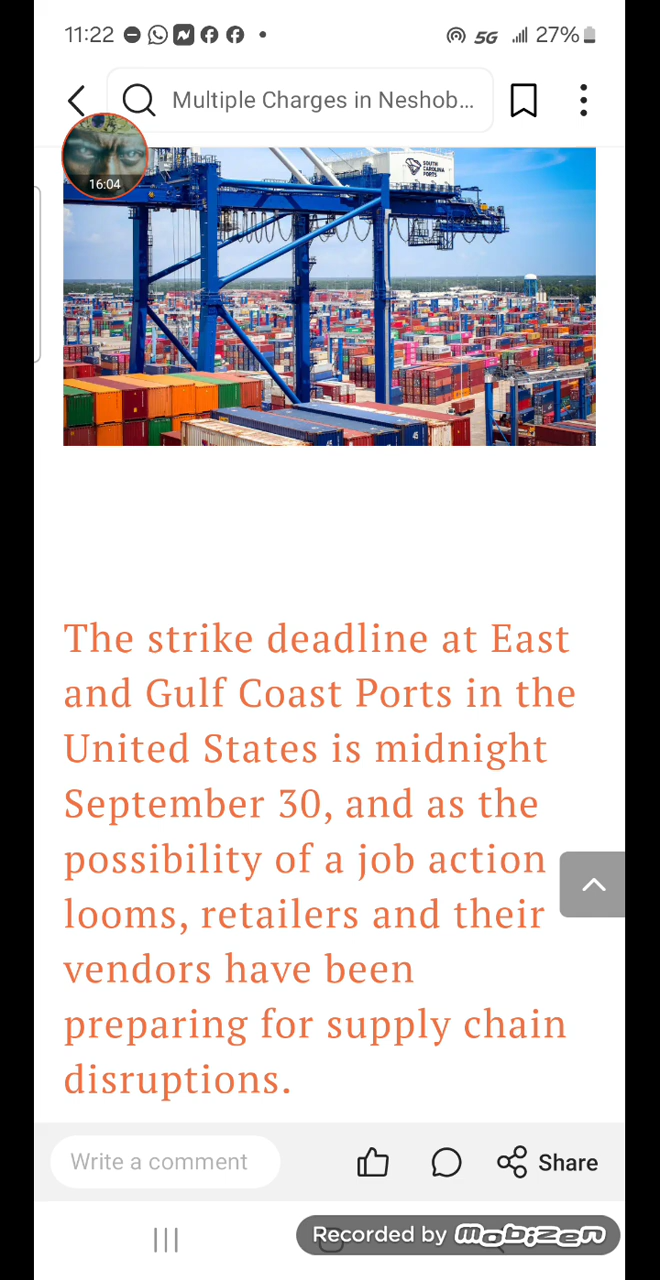 11:22
5G
27%
Multiple Charges in Neshob...
16:04
SOUTH
CAROLINA
PORTS
45
45
The strike deadline at East
and Gulf Coast Ports in the
United States is midnight
September 30, and as the
possibility of a job action
looms, retailers and their
vendors have been
preparing for supply chain
disruptions.
Write a comment
Share
Recorded by mobizen